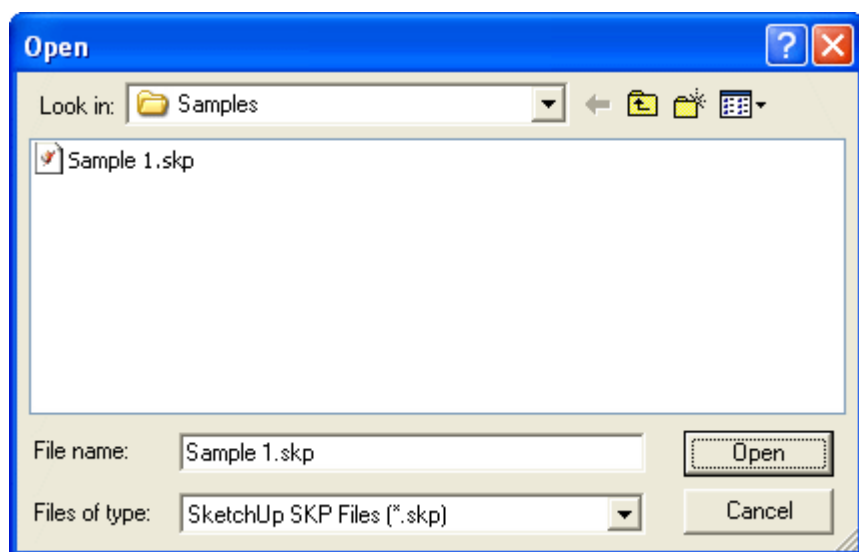 Open
Look in: Samples
Sample 1.skp
File name: Sample 1.skp Open
Files of type: SketchUp SKP Files (*.skp) Cancel